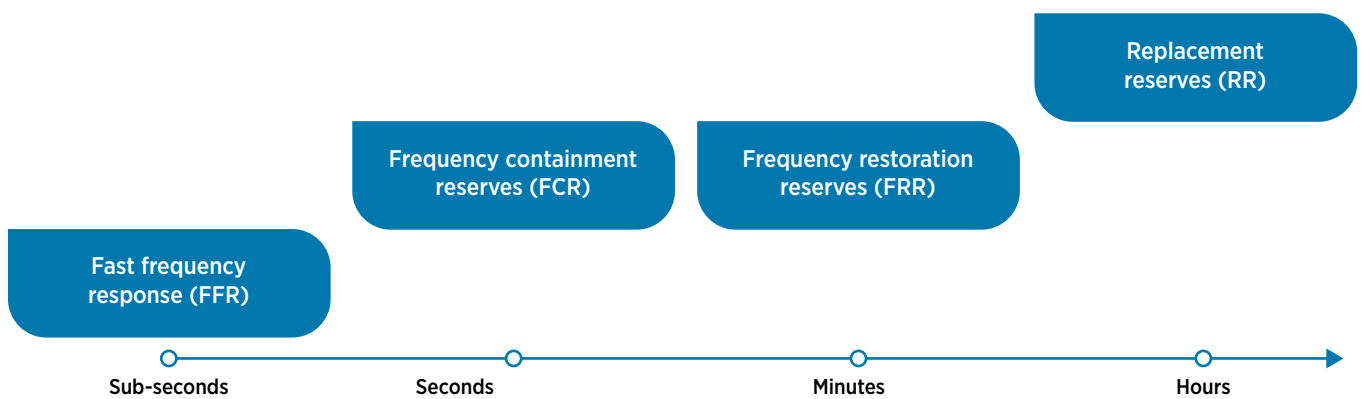 Replacement
reserves (RR)
Frequency containment
reserves (FCR)
Frequency restoration
reserves (FRR)
Fast frequency
response (FFR)
Sub-seconds
Seconds
Minutes
Hours